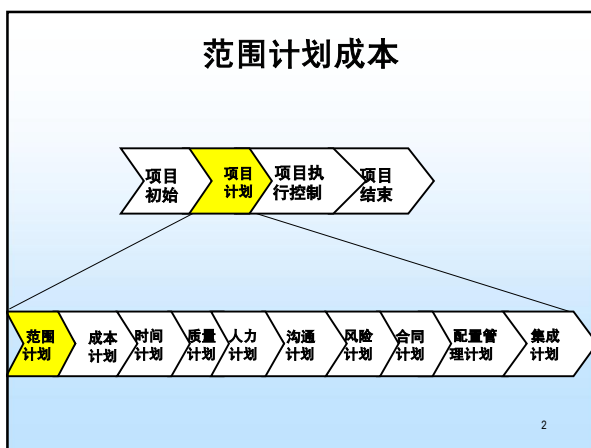 范围计划成本
项目
初始
项目
计划
项目执
行控制
项目
结束
范围
计划
成本
计划
时间
计划
质量
计划
人力
计划
沟通
计划
风险
计划
合同
计划
配置管
理计划
集成
计划
2